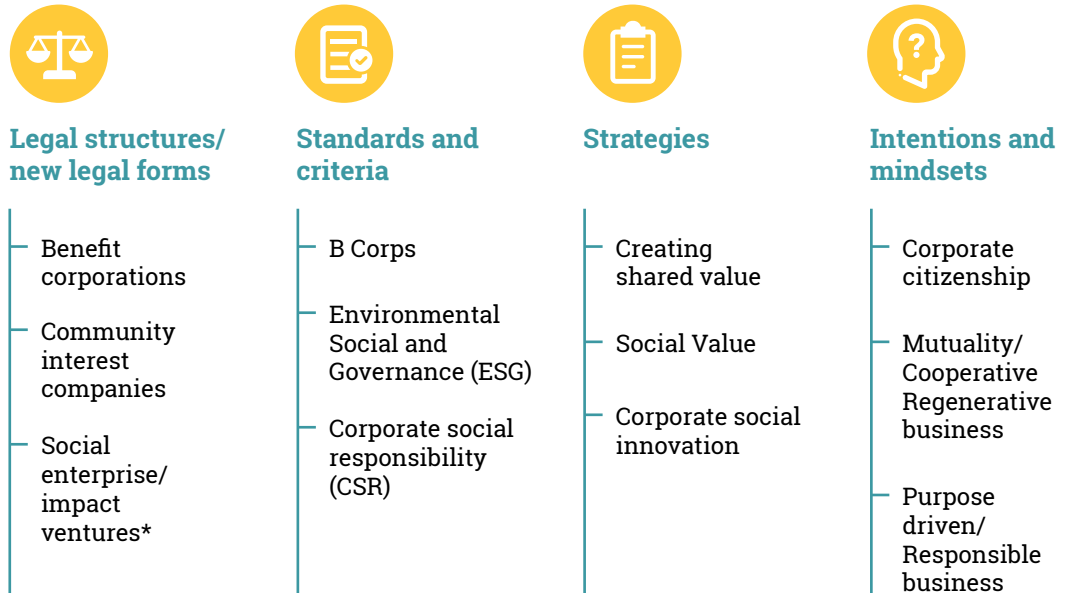 Legal structures/
new legal forms
Benefit
corporations
Community
interest
companies
Social
enterprise/
impact
ventures*
Standards and
criteria
B Corps
Environmental
Social and
Governance (ESG)
Corporate social
responsibility
(CSR)
Strategies
Creating
shared value
Social Value
Corporate social
innovation
?
Intentions and
mindsets
Corporate
citizenship
Mutuality/
Cooperative
Regenerative
business
Purpose
driven/
Responsible
business